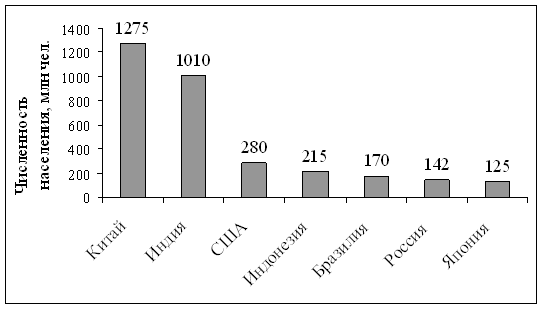 Численность
населения, млн чел.
1400
1200
1000
800
600
400
200
0
1275
1010
280
215
170
142
125
Китай
Индия
США
Индонезия
Бразилия
Россия
Япония